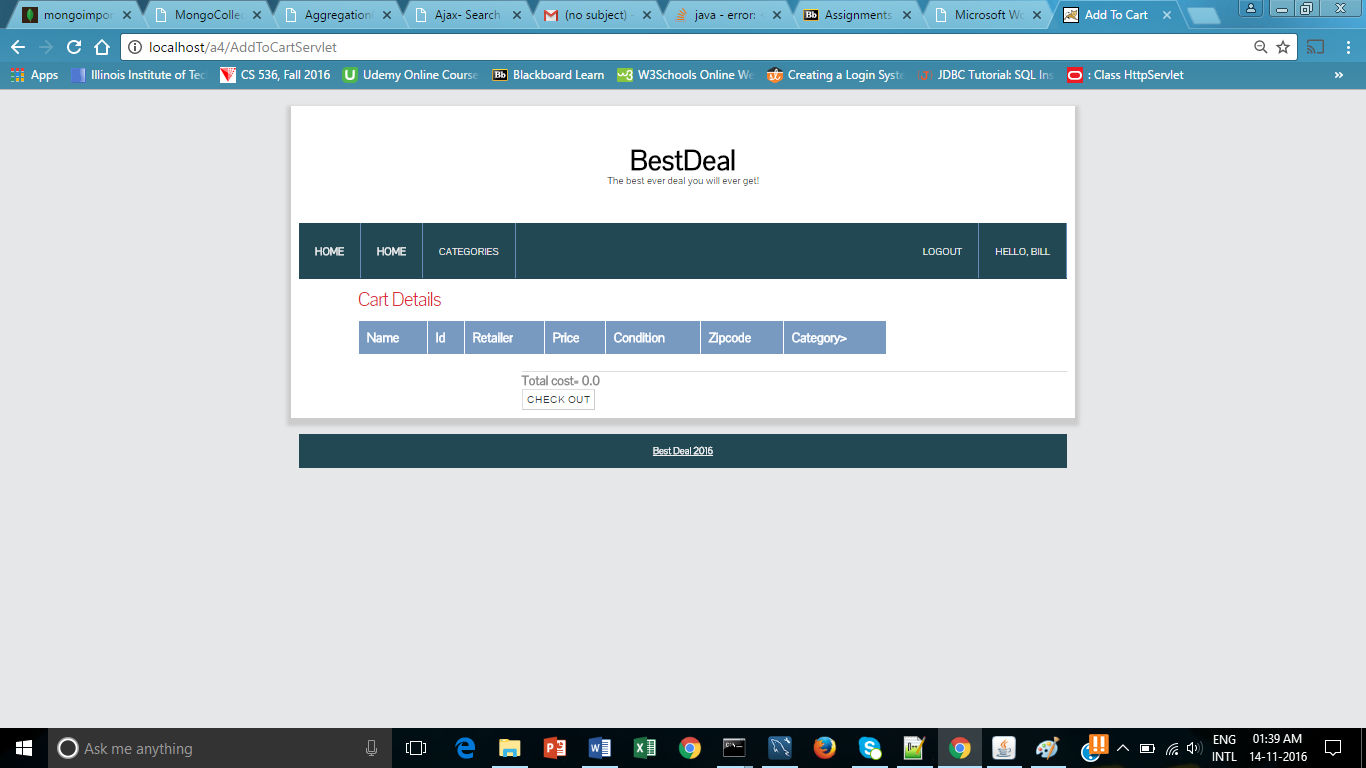 mongoimpor
MongoCollec
Aggregation
Ajax- Search
(no subject) -
java - error:
Assignments
Microsoft Wo
Add To Cart
localhost/a4/AddToCartServlet
Apps
Illinois Institute of Tec
CS 536, Fall 2016
Udemy Online Course
Bb Blackboard Learn
W3Schools Online We
Creating a Login Syste
JDBC Tutorial: SQL Ins
: Class HttpServlet
»
BestDeal
The best ever deal you will ever get!
HOME HOME CATEGORIES LOGOUT HELLO, BILL
Cart Details
Name Id Retailer Price Condition Zipcode Category>
Total cost= 0.0
CHECK OUT
Best Deal 2016
Ask me anything
ENG
INTL
01:39 AM
14-11-2016